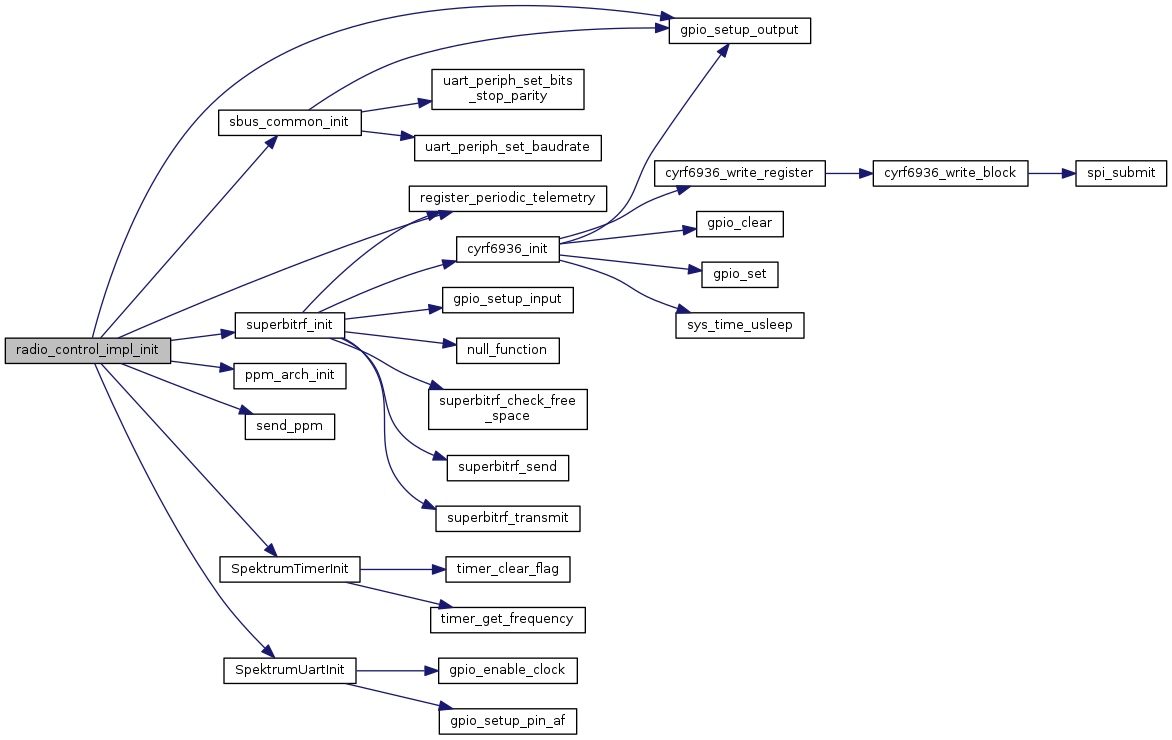 gpio_setup_output
uart_periph_set_bits
_stop_parity
sbus_common_init
uart_periph_set_baudrate
cyrf6936_write_register
cyrf6936_write_block
spi_submit
register_periodic_telemetry
gpio_clear
cyrf6936_init
gpio_set
gpio_setup_input
superbitrf_init
sys_time_usleep
radio_control_impl_init
null_function
ppm_arch_init
superbitrf_check_free
_space
send_ppm
superbitrf_send
superbitrf_transmit
SpektrumTimerInit
timer_clear_flag
timer_get_frequency
SpektrumUartInit
gpio_enable_clock
gpio_setup_pin_af